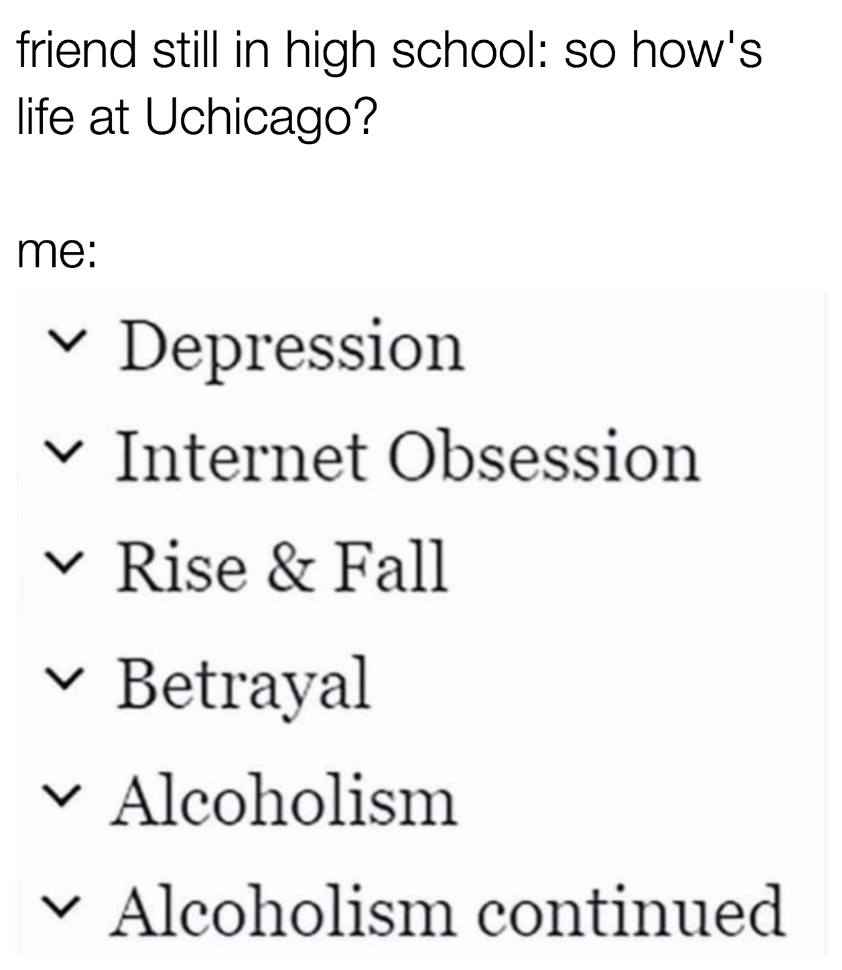 friend still in high school: so how's
life at Uchicago?
me:
Depression
Internet Obsession
Rise & Fall
Betrayal
Alcoholism
Alcoholism continued